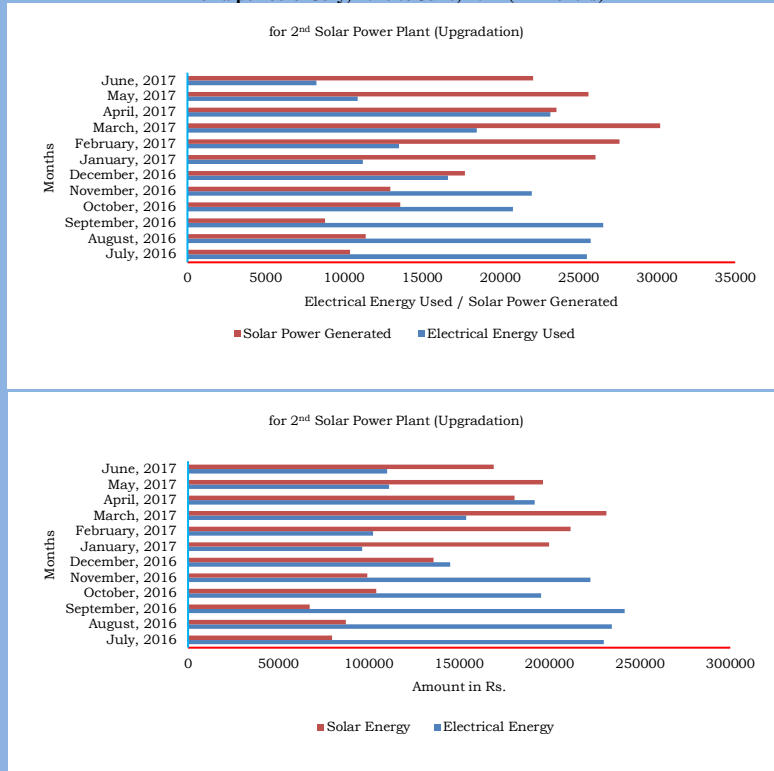 for 2nd Solar Power Plant (Upgradation)
June, 2017
May, 2017
April, 2017
March, 2017
February, 2017
January, 2017
December, 2016
November, 2016
October, 2016
September, 2016
August, 2016
July, 2016
Months
0 5000 10000 15000 20000 25000 30000 35000
Electrical Energy Used / Solar Power Generated
Solar Power Generated Electrical Energy Used
for 2nd Solar Power Plant (Upgradation)
June, 2017
May, 2017
April, 2017
March, 2017
February, 2017
January, 2017
December, 2016
November, 2016
October, 2016
September, 2016
August, 2016
July, 2016
Months
0 50000 100000 150000 200000 250000 300000
Amount in Rs.
Solar Energy Electrical Energy